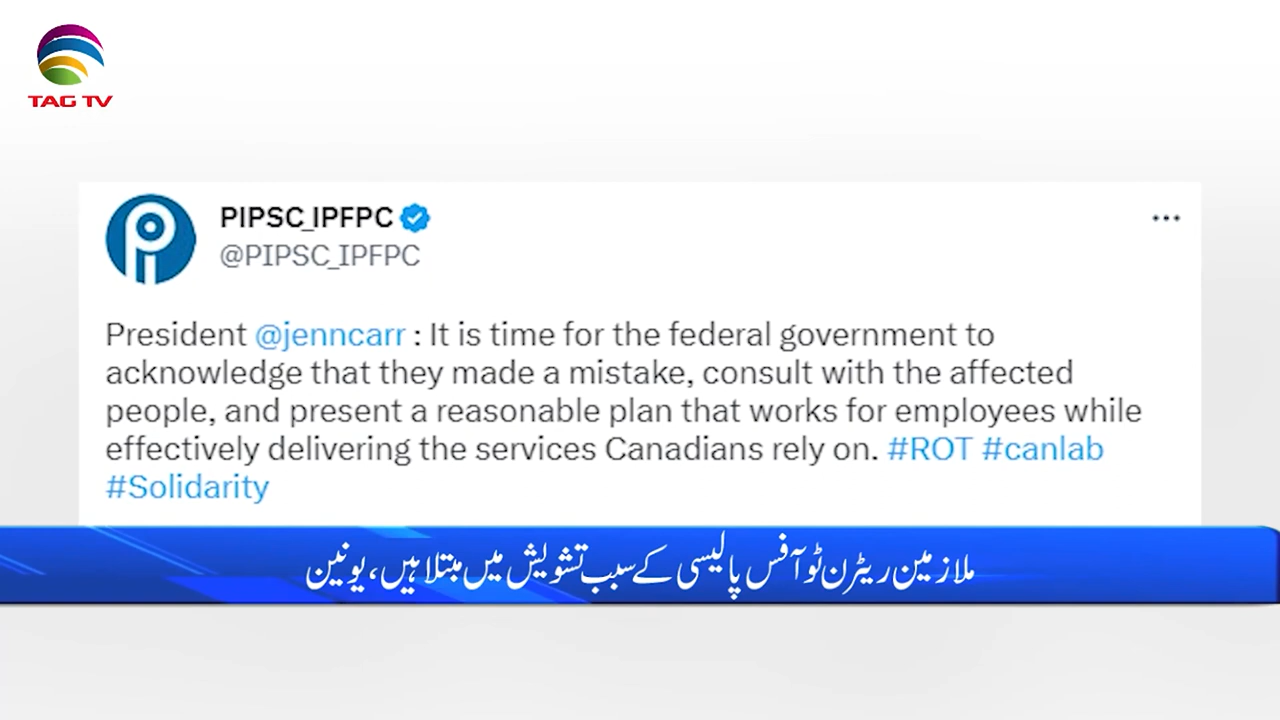 TAG TV
PIPSC_IPFPC
@PIPSC_IPFPC
President @jenncarr : It is time for the federal government to
acknowledge that they made a mistake, consult with the affected
people, and present a reasonable plan that works for employees while
effectively delivering the services Canadians rely on. #ROT #canlab
#Solidarity
ملازمین ریٹرن ٹو آفس پالیسی کے سبب تشویش میں مبتلا ہیں، یونین